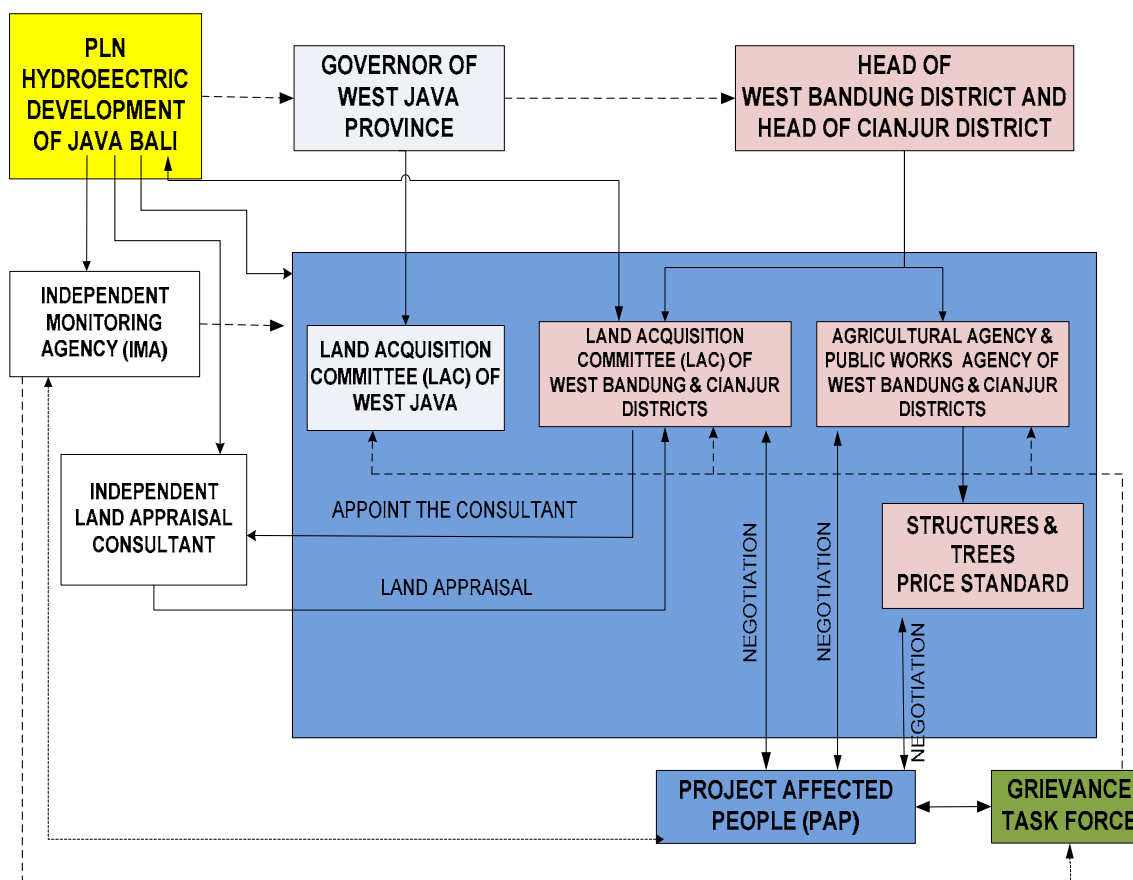 PLN
HYDROEECTRIC
DEVELOPMENT
OF JAVA BALI
GOVERNOR OF
WEST JAVA
PROVINCE
HEAD OF
WEST BANDUNG DISTRICT AND
HEAD OF CIANJUR DISTRICT
INDEPENDENT
MONITORING
AGENCY (IMA)
LAND ACQUISITION
COMMITTEE (LAC) OF
WEST JAVA
LAND ACQUISITION
COMMITTEE (LAC) OF
WEST BANDUNG & CIANJUR
DISTRICTS
AGRICULTURAL AGENCY &
PUBLIC WORKS AGENCY OF
WEST BANDUNG & CIANJUR
DISTRICTS
INDEPENDENT
LAND APPRAISAL
CONSULTANT
APPOINT THE CONSULTANT
LAND APPRAISAL
STRUCTURES &
TREES
PRICE STANDARD
NEGOTIATION
NEGOTIATION
NEGOTIATION
PROJECT AFFECTED
PEOPLE (PAP)
GRIEVANCE
TASK FORCE